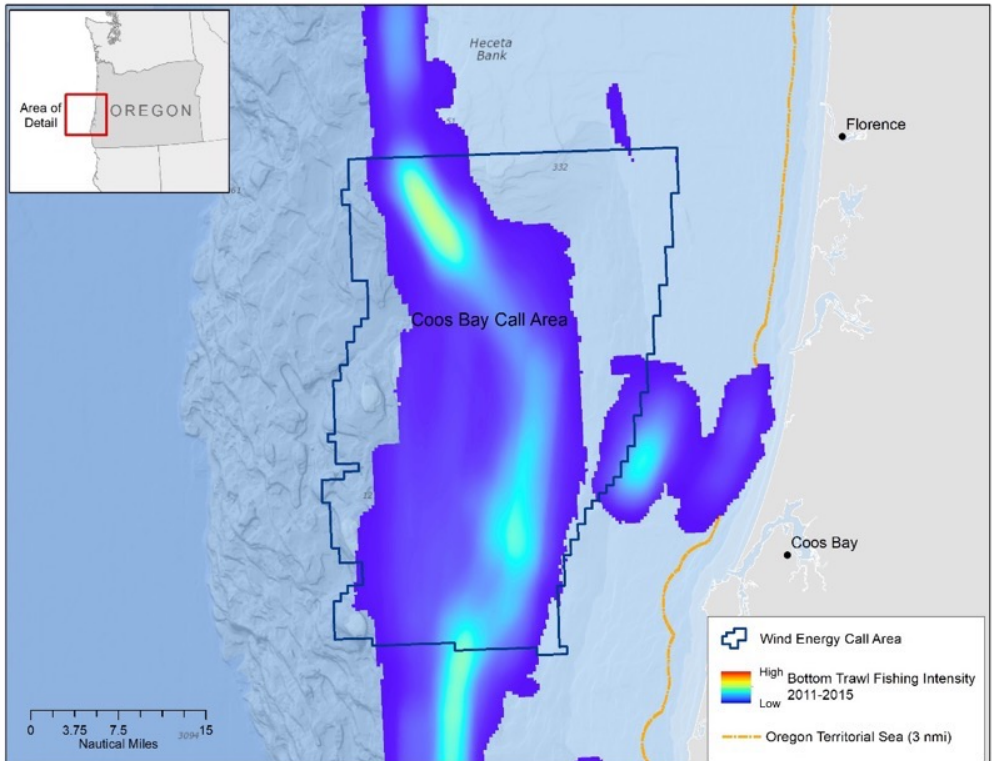 Area of
Detail
OREGON
Heceta
Bank
51
Florence
332
Coos Bay Call Area
Coos Bay
0 3.75 7.5 15
Nautical Miles
3094
Wind Energy Call Area
High
Low
Bottom Trawl Fishing Intensity
2011-2015
Oregon Territorial Sea (3 nmi)